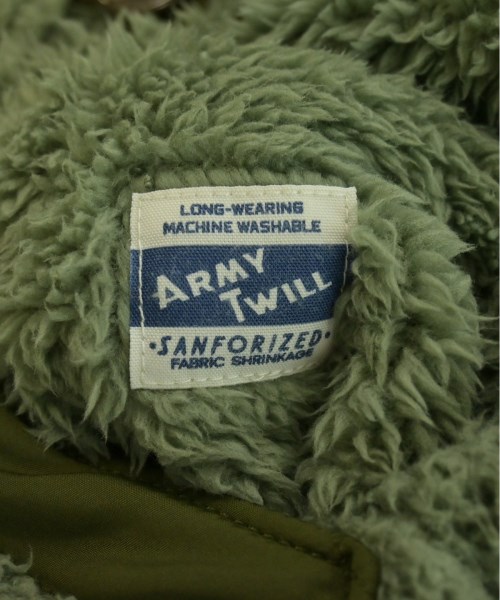 LONG-WEARING
MACHINE WASHABLE
ARMY
TWILL
·SANFORIZED·
FABRIC SHRINKAGE